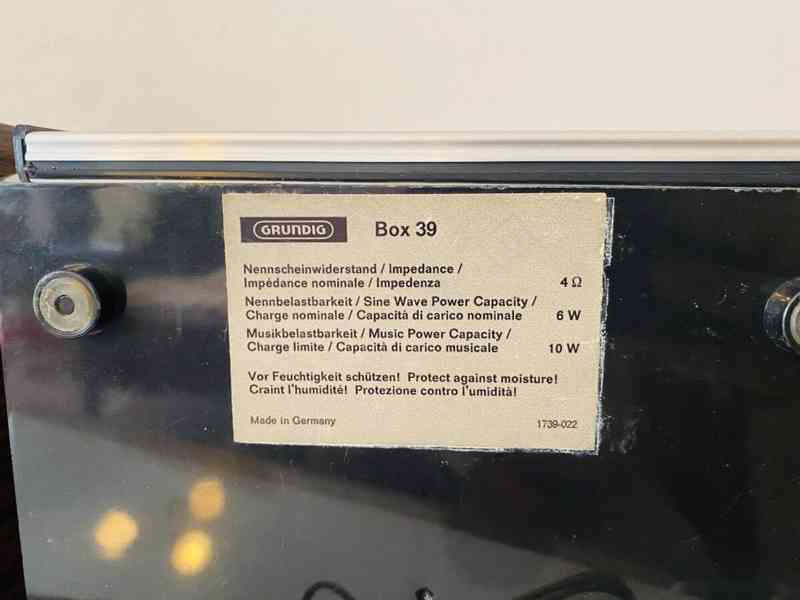 GRUNDIG Box 39
Nennscheinwiderstand / Impedance /
Impédance nominale / Impedenza 4 Ω
Nennbelastbarkeit / Sine Wave Power Capacity /
Charge nominale / Capacità di carico nominale 6 W
Musikbelastbarkeit / Music Power Capacity /
Charge limite / Capacità di carico musicale 10 W
Vor Feuchtigkeit schützen! Protect against moisture!
Craint l'humidité! Protezione contro l'umidità!
Made in Germany 1739-022